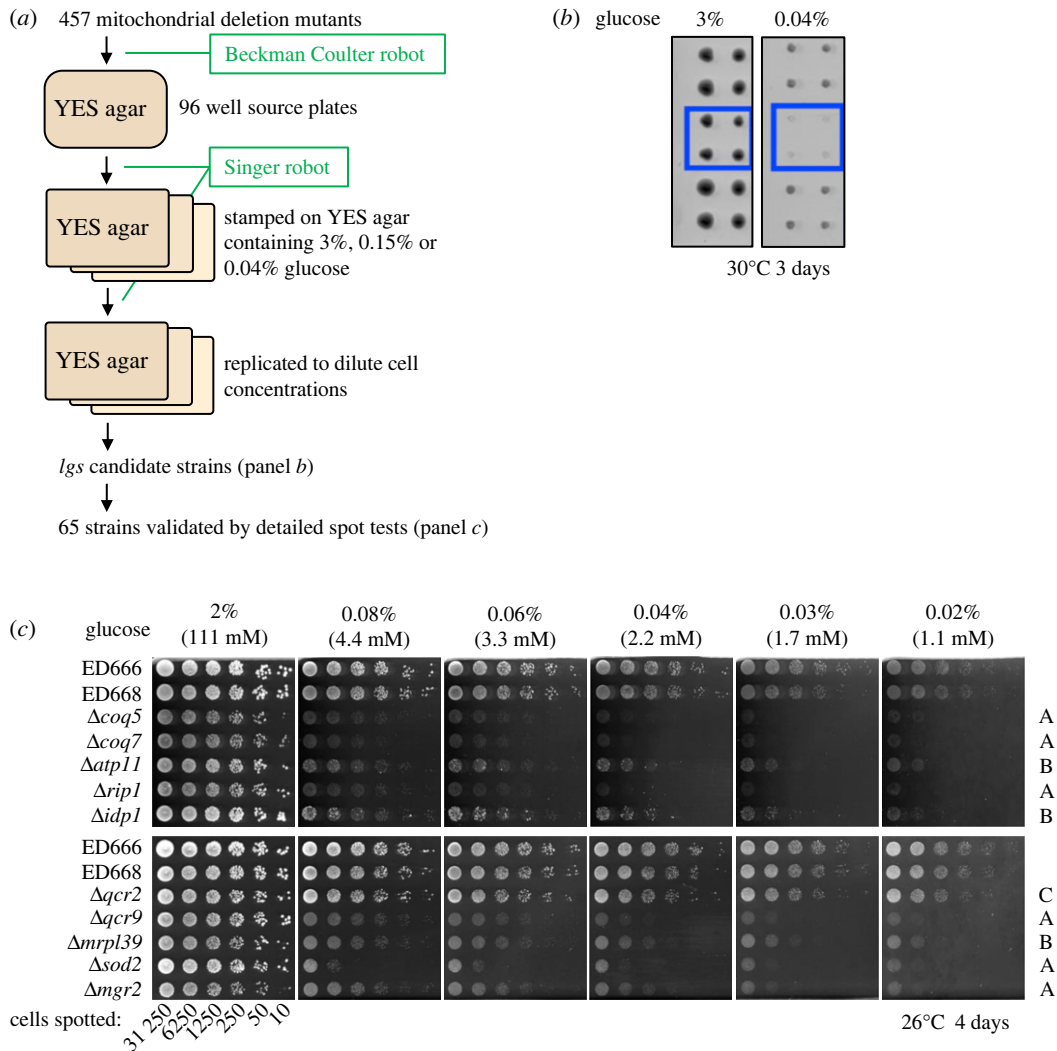 (a)
457 mitochondrial deletion mutants
Beckman Coulter robot
YES agar
96 well source plates
Singer robot
YES agar
stamped on YES agar
containing 3%, 0.15% or
0.04% glucose
YES agar
replicated to dilute cell
concentrations
lgs candidate strains (panel b)
65 strains validated by detailed spot tests (panel c)
(b) glucose 3% 0.04%
30°C 3 days
(c) glucose
2% 0.08% 0.06% 0.04% 0.03% 0.02%
(111 mM) (4.4 mM) (3.3 mM) (2.2 mM) (1.7 mM) (1.1 mM)
ED666
ED668
Δcoq5 A
Δcoq7 A
Δatp11 B
Δrip1 A
Δidp1 B
ED666
ED668
Δqcr2 C
Δqcr9 A
Δmrpl39 B
Δsod2 A
Δmgr2 A
cells spotted: 31 250 6250 1250 250 50 10
26°C 4 days